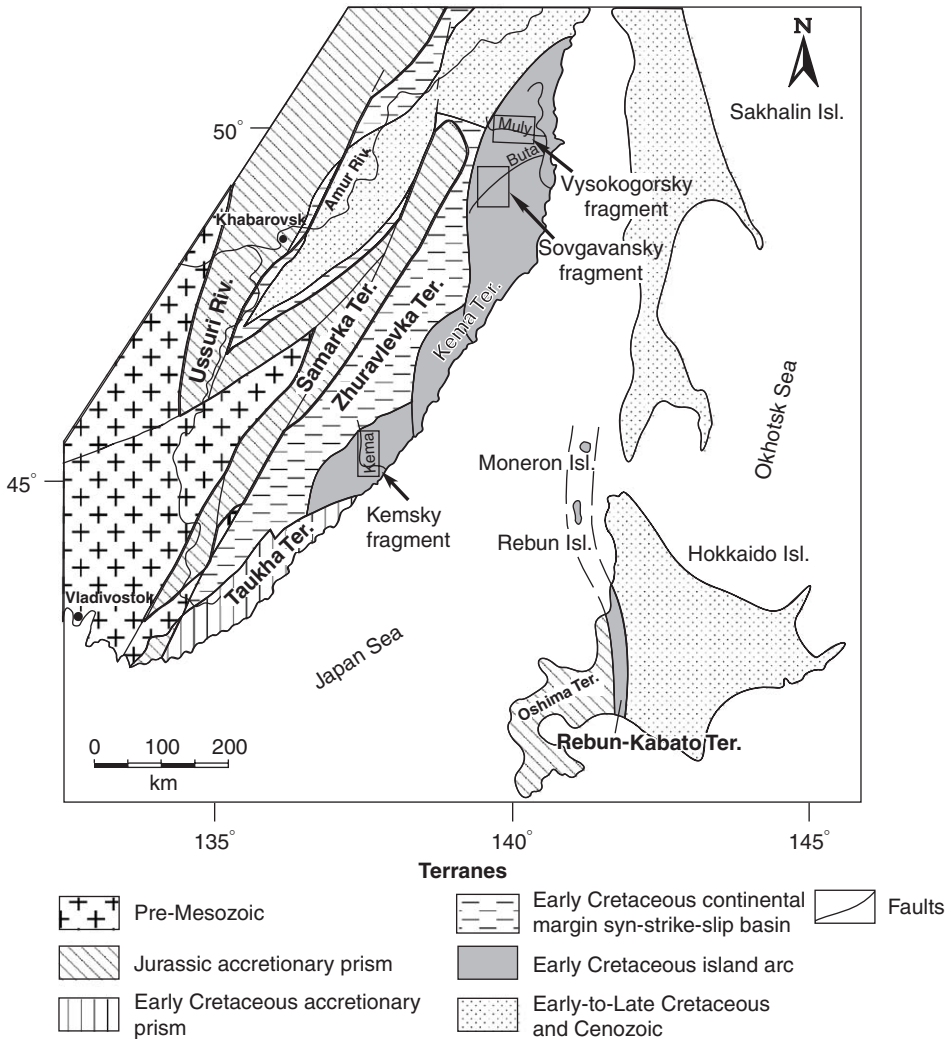 N
50°
Sakhalin Isl.
Muly
Buta
Amur Riv.
Vysokogorsky
fragment
Khabarovsk
Sovgavansky
fragment
Ussuri Riv.
Samarka Ter.
Zhuravlevka Ter.
Kema Ter.
Okhotsk Sea
45°
Kema
Moneron Isl.
Kemsky
fragment
Rebun Isl.
Hokkaido Isl.
Taukha Ter.
Vladivostok
Japan Sea
Oshima Ter.
Rebun-Kabato Ter.
0 100 200
km
135° 140° 145°
Terranes
Pre-Mesozoic
Jurassic accretionary prism
Early Cretaceous accretionary
prism
Early Cretaceous continental
margin syn-strike-slip basin
Early Cretaceous island arc
Early-to-Late Cretaceous
and Cenozoic
Faults